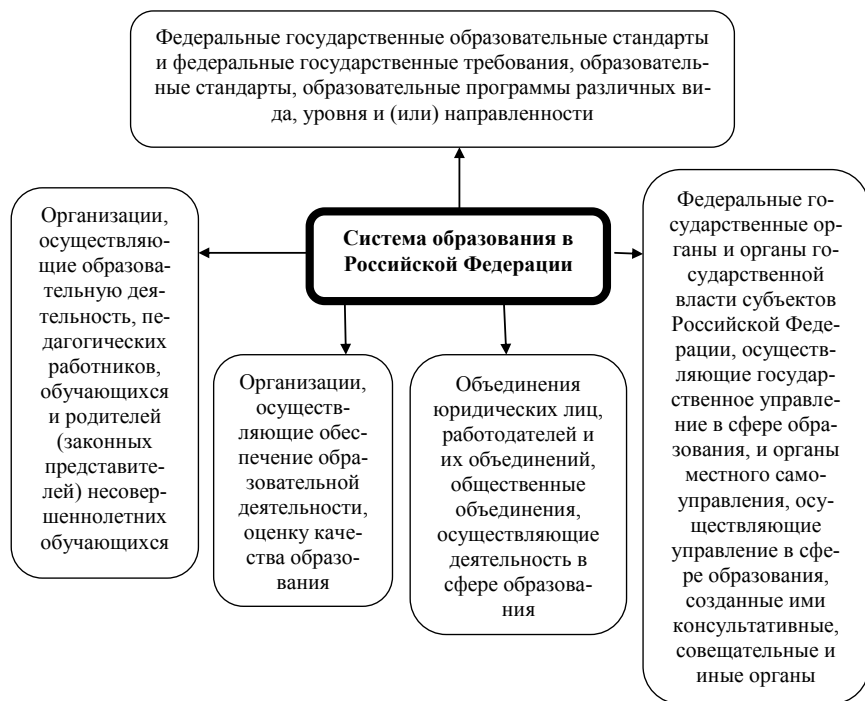 Федеральные государственные образовательные стандарты
и федеральные государственные требования, образователь-
ные стандарты, образовательные программы различных ви-
да, уровня и (или) направленности
Система образования в
Российской Федерации
Организации,
осуществляю-
щие образова-
тельную дея-
тельность, пе-
дагогических
работников,
обучающихся
и родителей
(законных
представите-
лей) несовер-
шеннолетних
обучающихся
Организации,
осуществ-
ляющие обес-
печение обра-
зовательной
деятельности,
оценку каче-
ства образо-
вания
Объединения
юридических лиц,
работодателей и
их объединений,
общественные
объединения,
осуществляющие
деятельность в
сфере образова-
ния
Федеральные го-
сударственные ор-
ганы и органы го-
сударственной
власти субъектов
Российской Феде-
рации, осуществ-
ляющие государ-
ственное управле-
ние в сфере обра-
зования, и органы
местного само-
управления, осу-
ществляющие
управление в сфе-
ре образования,
созданные ими
консультативные,
совещательные и
иные органы